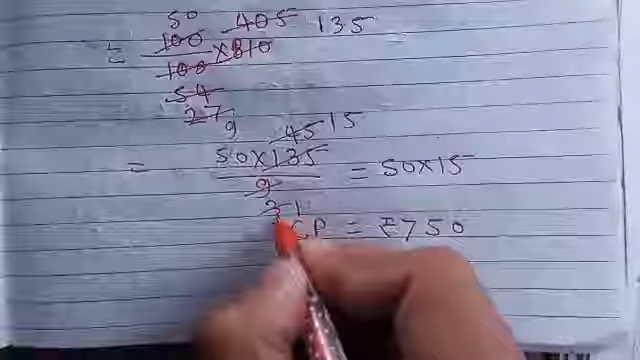 50 405 135
= 100 × 810
100
54
27 9
45 15
= 50×135 = 50×15
9
3 1
CP = ₹750